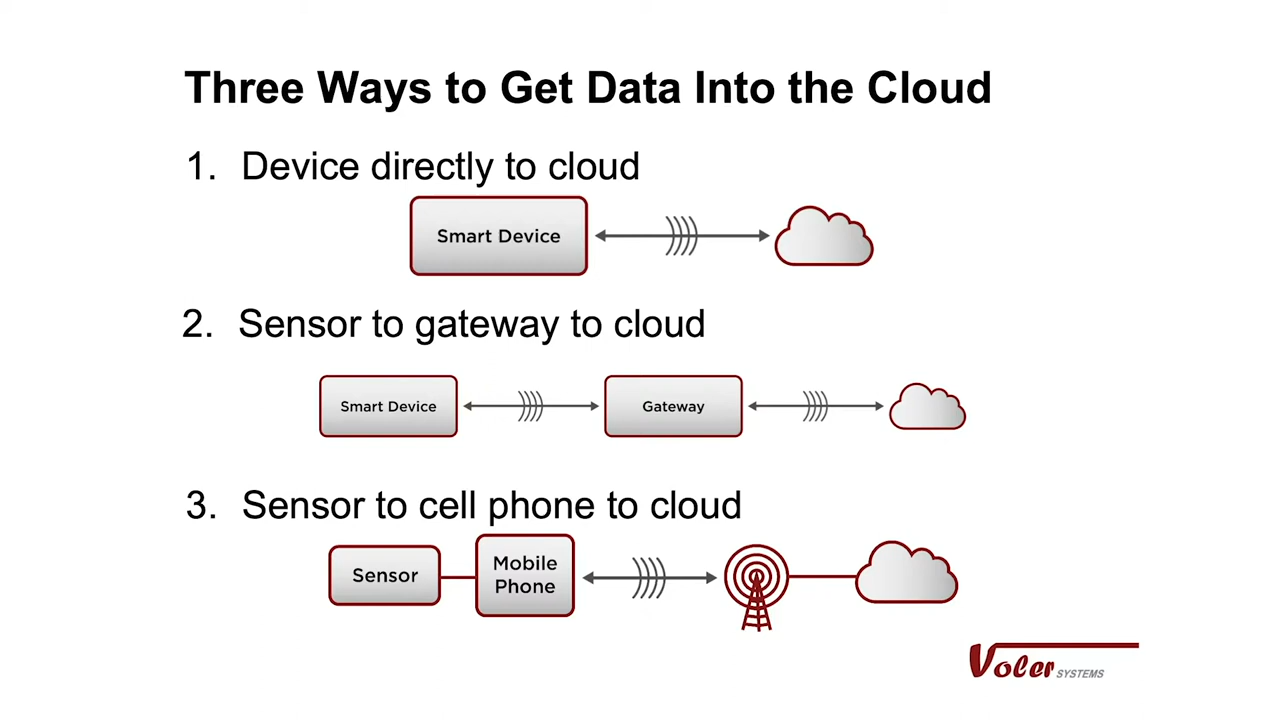 Three Ways to Get Data Into the Cloud
1. Device directly to cloud
Smart Device
2. Sensor to gateway to cloud
Smart Device
Gateway
3. Sensor to cell phone to cloud
Sensor
Mobile
Phone
Voler SYSTEMS